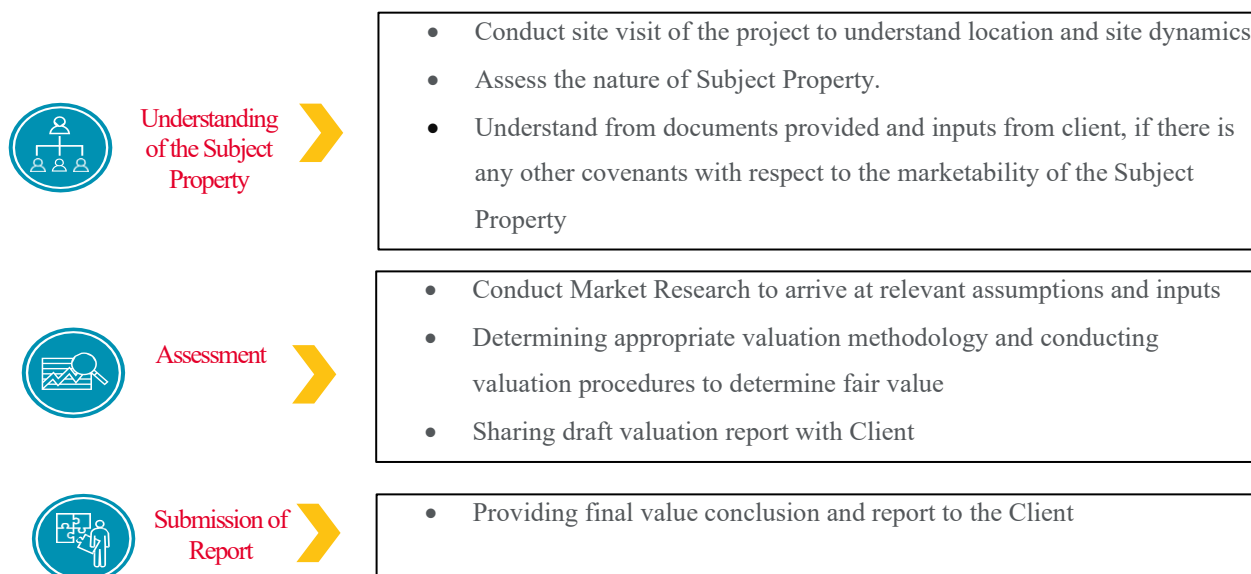 Understanding
of the Subject
Property
• Conduct site visit of the project to understand location and site dynamics
• Assess the nature of Subject Property.
• Understand from documents provided and inputs from client, if there is
any other covenants with respect to the marketability of the Subject
Property
Assessment
• Conduct Market Research to arrive at relevant assumptions and inputs
• Determining appropriate valuation methodology and conducting
valuation procedures to determine fair value
• Sharing draft valuation report with Client
Submission of
Report
• Providing final value conclusion and report to the Client